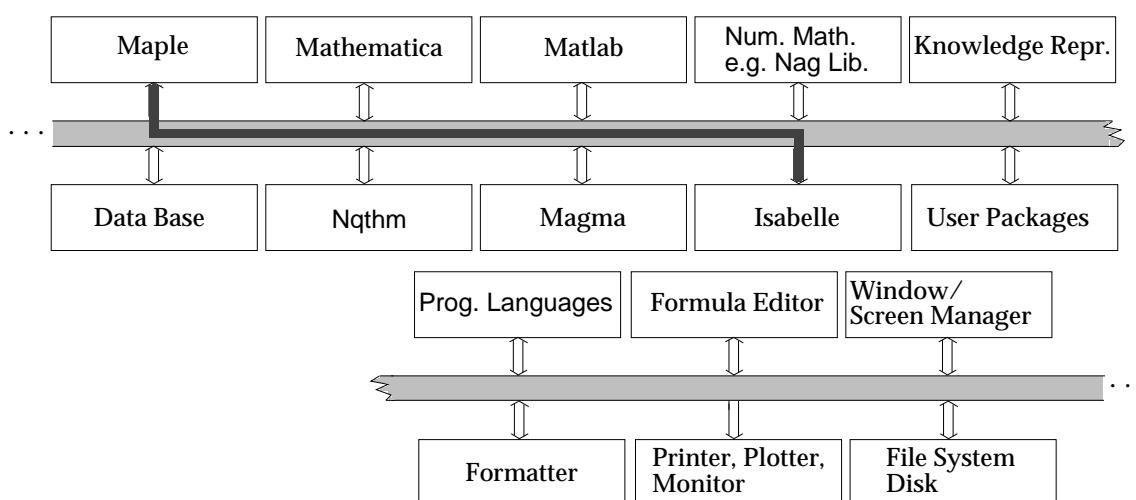 Maple
Mathematica
Matlab
Num. Math.
e.g. Nag Lib.
Knowledge Repr.
. . .
Data Base
Nqthm
Magma
Isabelle
User Packages
Prog. Languages
Formula Editor
Window/
Screen Manager
. .
Formatter
Printer, Plotter,
Monitor
File System
Disk